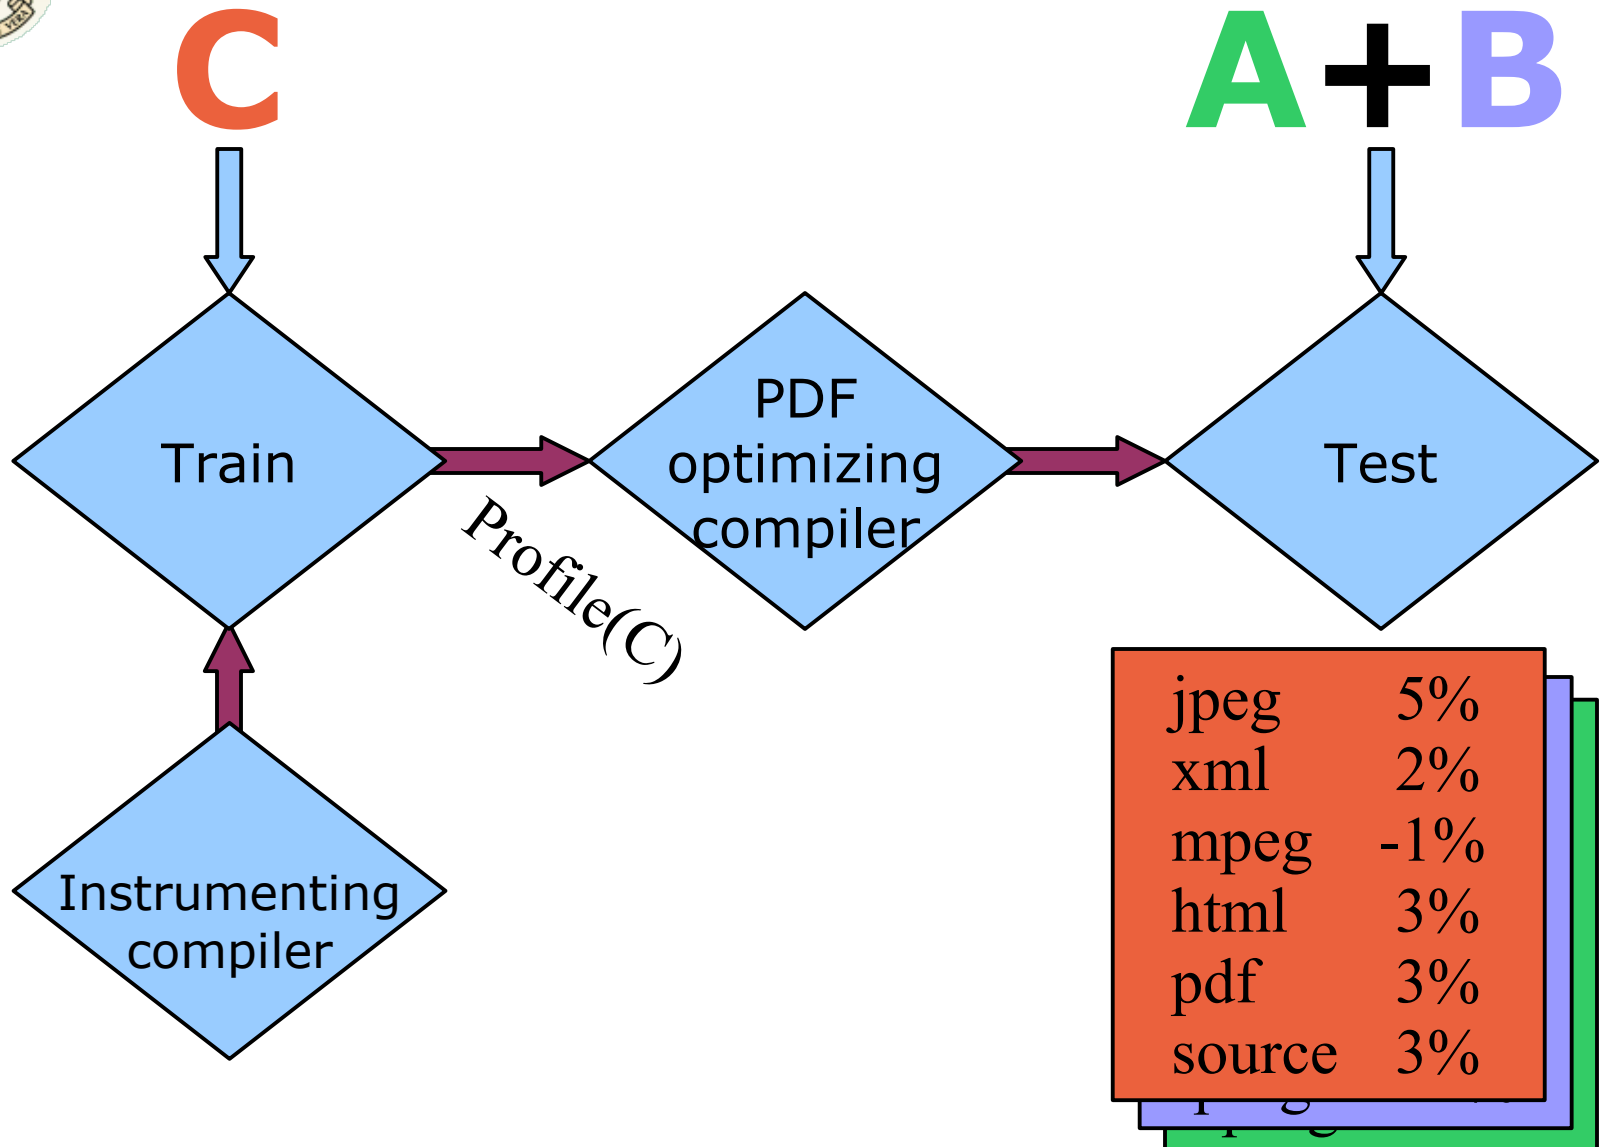 C
A+B
Train
PDF
optimizing
compiler
Test
Profile(C)
Instrumenting
compiler
jpeg 5%
xml 2%
mpeg -1%
html 3%
pdf 3%
source 3%